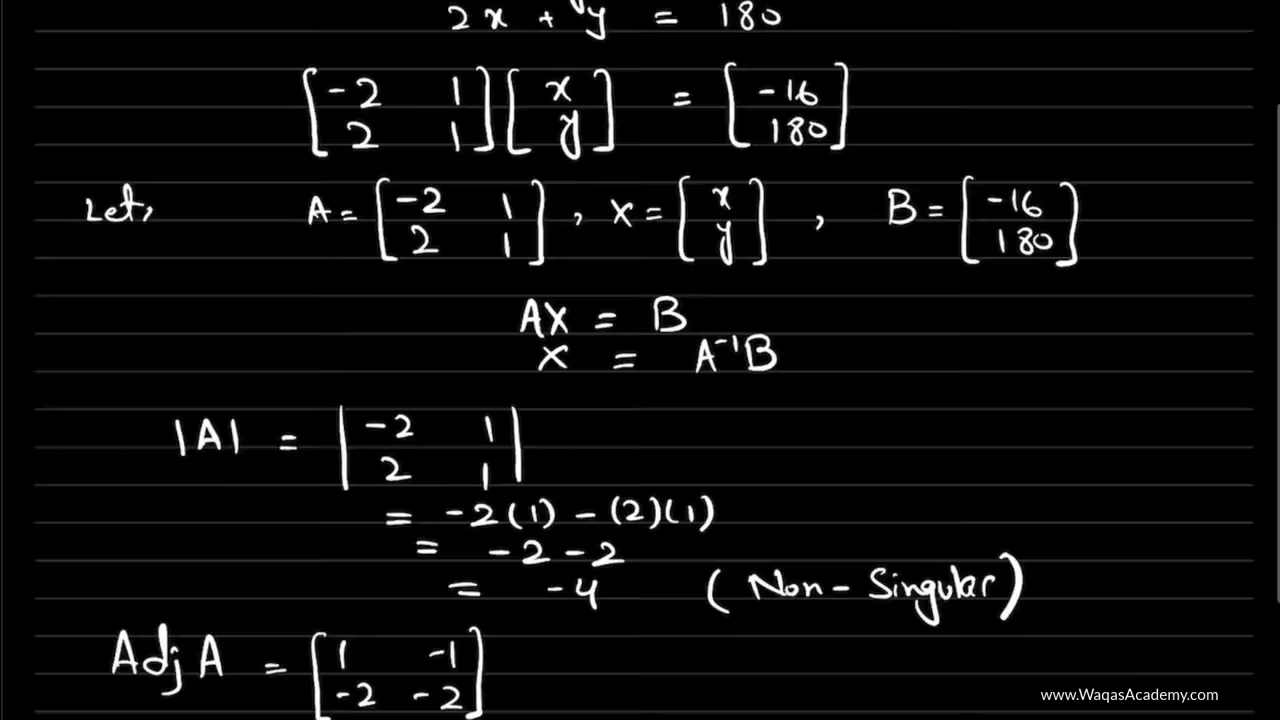 2x + y = 180
[-2 1
2 1] [x
y] = [-16
180]
Let, A = [-2 1
2 1] , X = [x
y] , B = [-16
180]
AX = B
X = A⁻¹B
|A| = |-2 1
2 1|
= -2(1) - (2)(1)
= -2 - 2
= -4 (Non-Singular)
Adj A = [1 -1
-2 -2]
www.WaqasAcademy.com